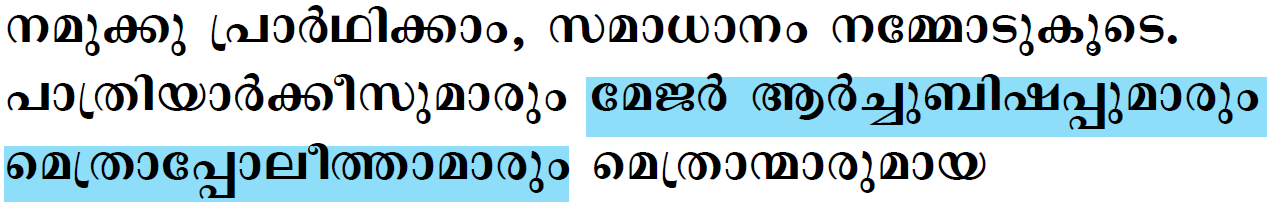 നമുക്കു പ്രാർഥിക്കാം, സമാധാനം നമ്മോടുകൂടെ.
പാത്രിയാർക്കീസുമാരും മേജർ ആർച്ചുബിഷപ്പുമാരും
മെത്രാപ്പോലീത്താമാരും മെത്രാന്മാരുമായ